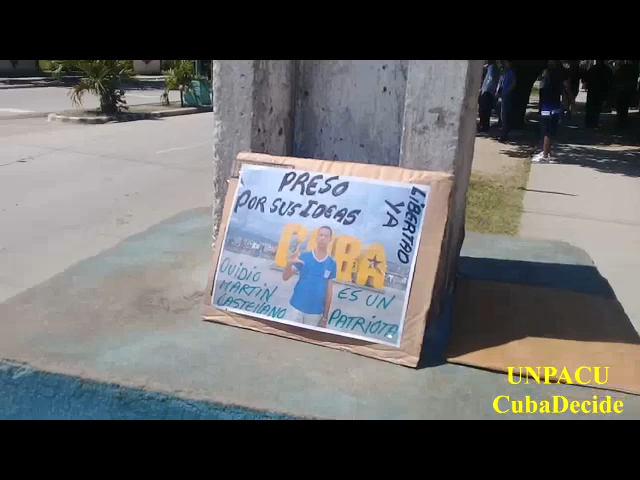 PRESO
POR SUS IDEAS
LIBERTAD
YA
CUBA
OVIDIO
MARTIN
CASTELLANO
ES UN
PATRIOTA
UNPACU
CubaDecide